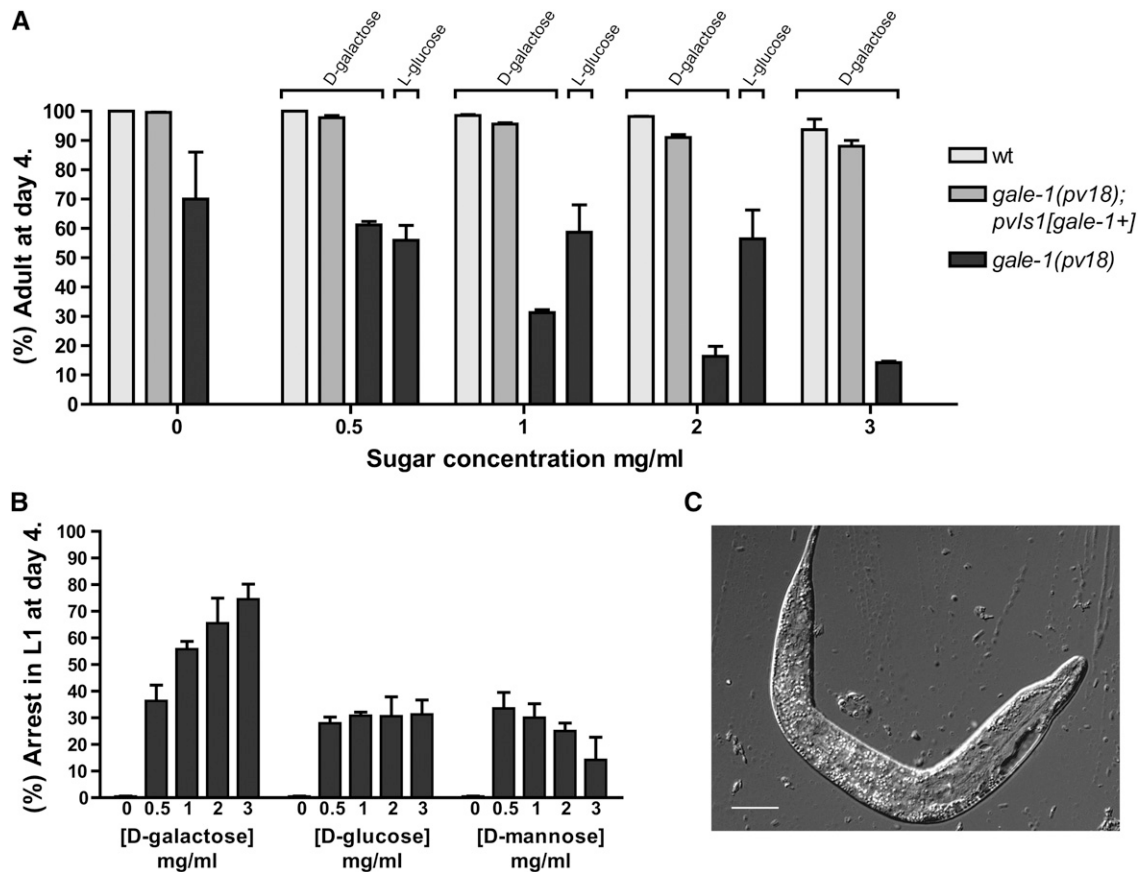 A
D-galactose
L-glucose
D-galactose
L-glucose
D-galactose
L-glucose
D-galactose
(%) Adult at day 4.
100
90
80
70
60
50
40
30
20
10
0
0 0.5 1 2 3
Sugar concentration mg/ml
wt
gale-1(pv18);
pvIs1[gale-1+]
gale-1(pv18)
B
(%) Arrest in L1 at day 4.
100
90
80
70
60
50
40
30
20
10
0
0 0.5 1 2 3 0 0.5 1 2 3 0 0.5 1 2 3
[D-galactose] [D-glucose] [D-mannose]
mg/ml mg/ml mg/ml
C